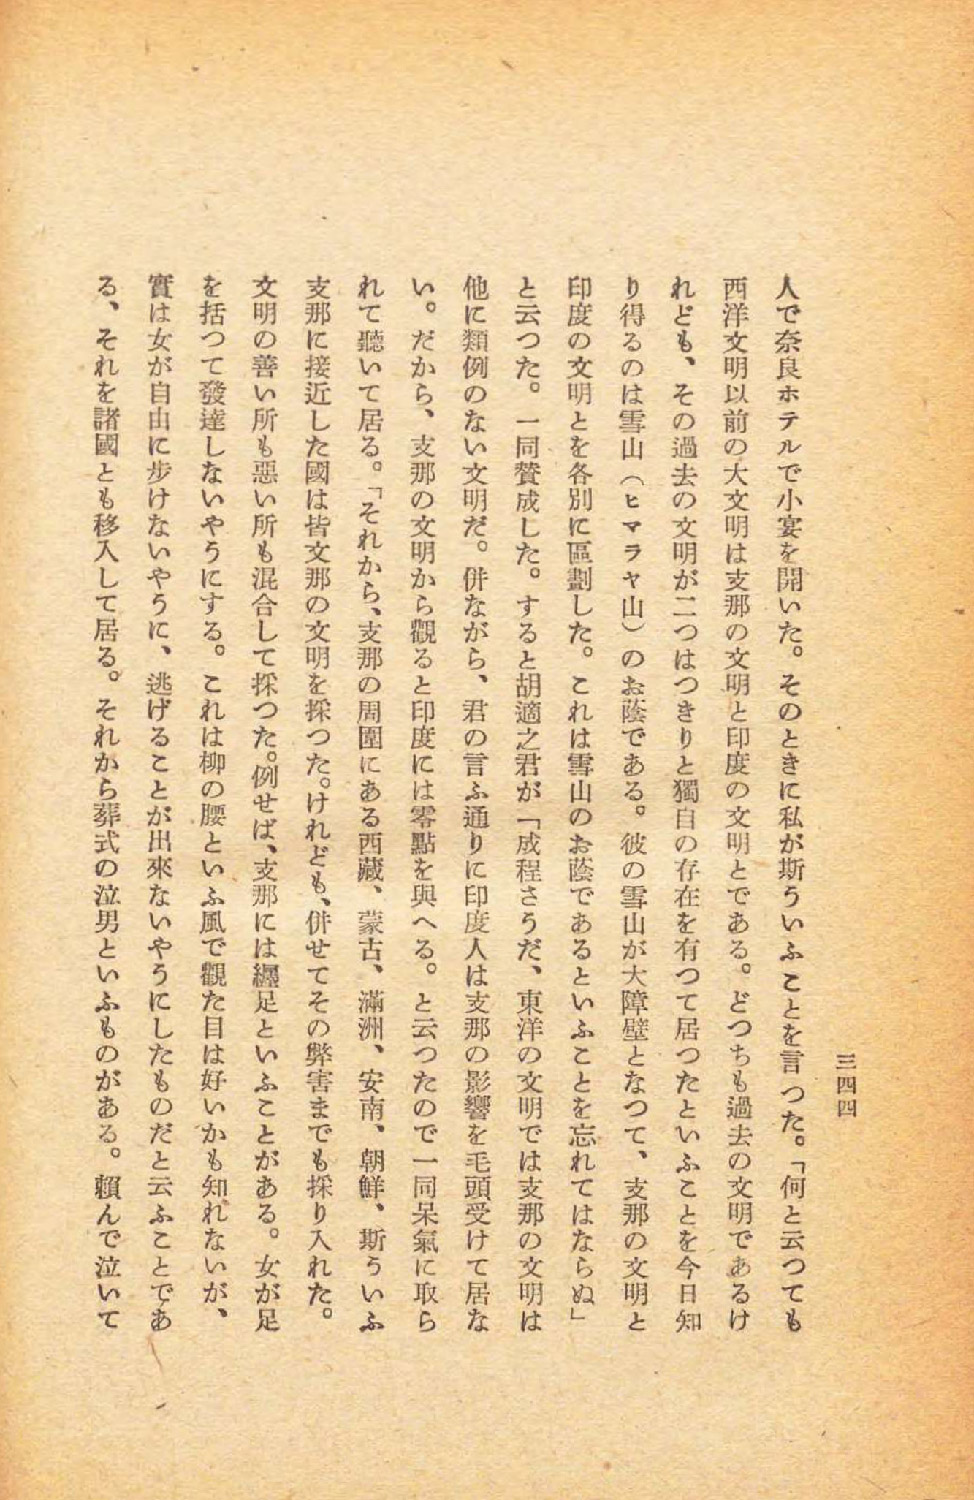 三四四
人で奈良ホテルで小宴を開いた。そのときに私が斯ういふことを言つた。「何と云つても
西洋文明以前の大文明は支那の文明と印度の文明とである。どつちも過去の文明であるけ
れども、その過去の文明が二つはつきりと獨自の存在を有つて居つたといふことを今日知
り得るのは雪山（ヒマラヤ山）のお蔭である。彼の雪山が大障壁となつて、支那の文明と
印度の文明とを各別に區劃した。これは雪山のお蔭であるといふことを忘れてはならぬ」
と云つた。一同賛成した。すると胡適之君が「成程さうだ、東洋の文明では支那の文明は
他に類例のない文明だ。併ながら、君の言ふ通りに印度人は支那の影響を毛頭受けて居な
い。だから、支那の文明から觀ると印度には零點を與へる。と云つたので一同呆氣に取ら
れて聽いて居る。「それから、支那の周圍にある西藏、蒙古、滿洲、安南、朝鮮、斯ういふ
支那に接近した國は皆文那の文明を採つた。けれども、併せてその弊害までも採り入れた。
文明の善い所も惡い所も混合して採つた。例せば、支那には纒足といふことがある。女が足
を括つて發達しないやうにする。これは柳の腰といふ風で觀た目は好いかも知れないが、
實は女が自由に步けないやうに、逃げることが出來ないやうにしたものだと云ふことであ
る、それを諸國とも移入して居る。それから葬式の泣男といふものがある。賴んで泣いて